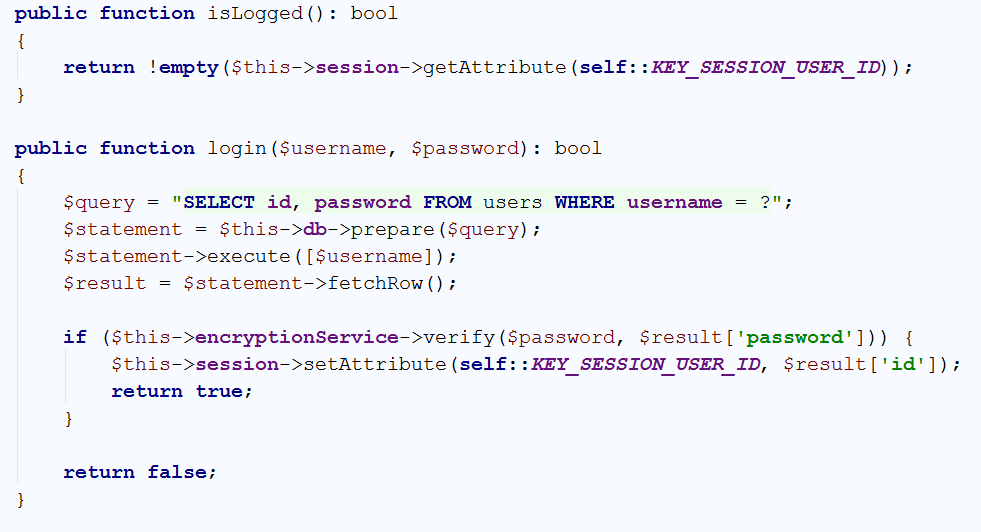 public function isLogged(): bool
{
    return !empty($this->session->getAttribute(self::KEY_SESSION_USER_ID));
}

public function login($username, $password): bool
{
    $query = "SELECT id, password FROM users WHERE username = ?";
    $statement = $this->db->prepare($query);
    $statement->execute([$username]);
    $result = $statement->fetchRow();

    if ($this->encryptionService->verify($password, $result['password'])) {
        $this->session->setAttribute(self::KEY_SESSION_USER_ID, $result['id']);
        return true;
    }

    return false;
}